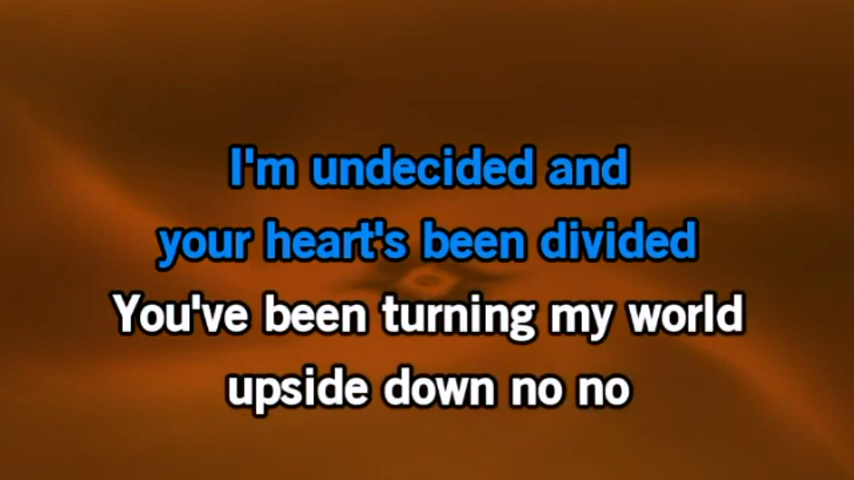 I'm undecided and
your heart's been divided
You've been turning my world
upside down no no